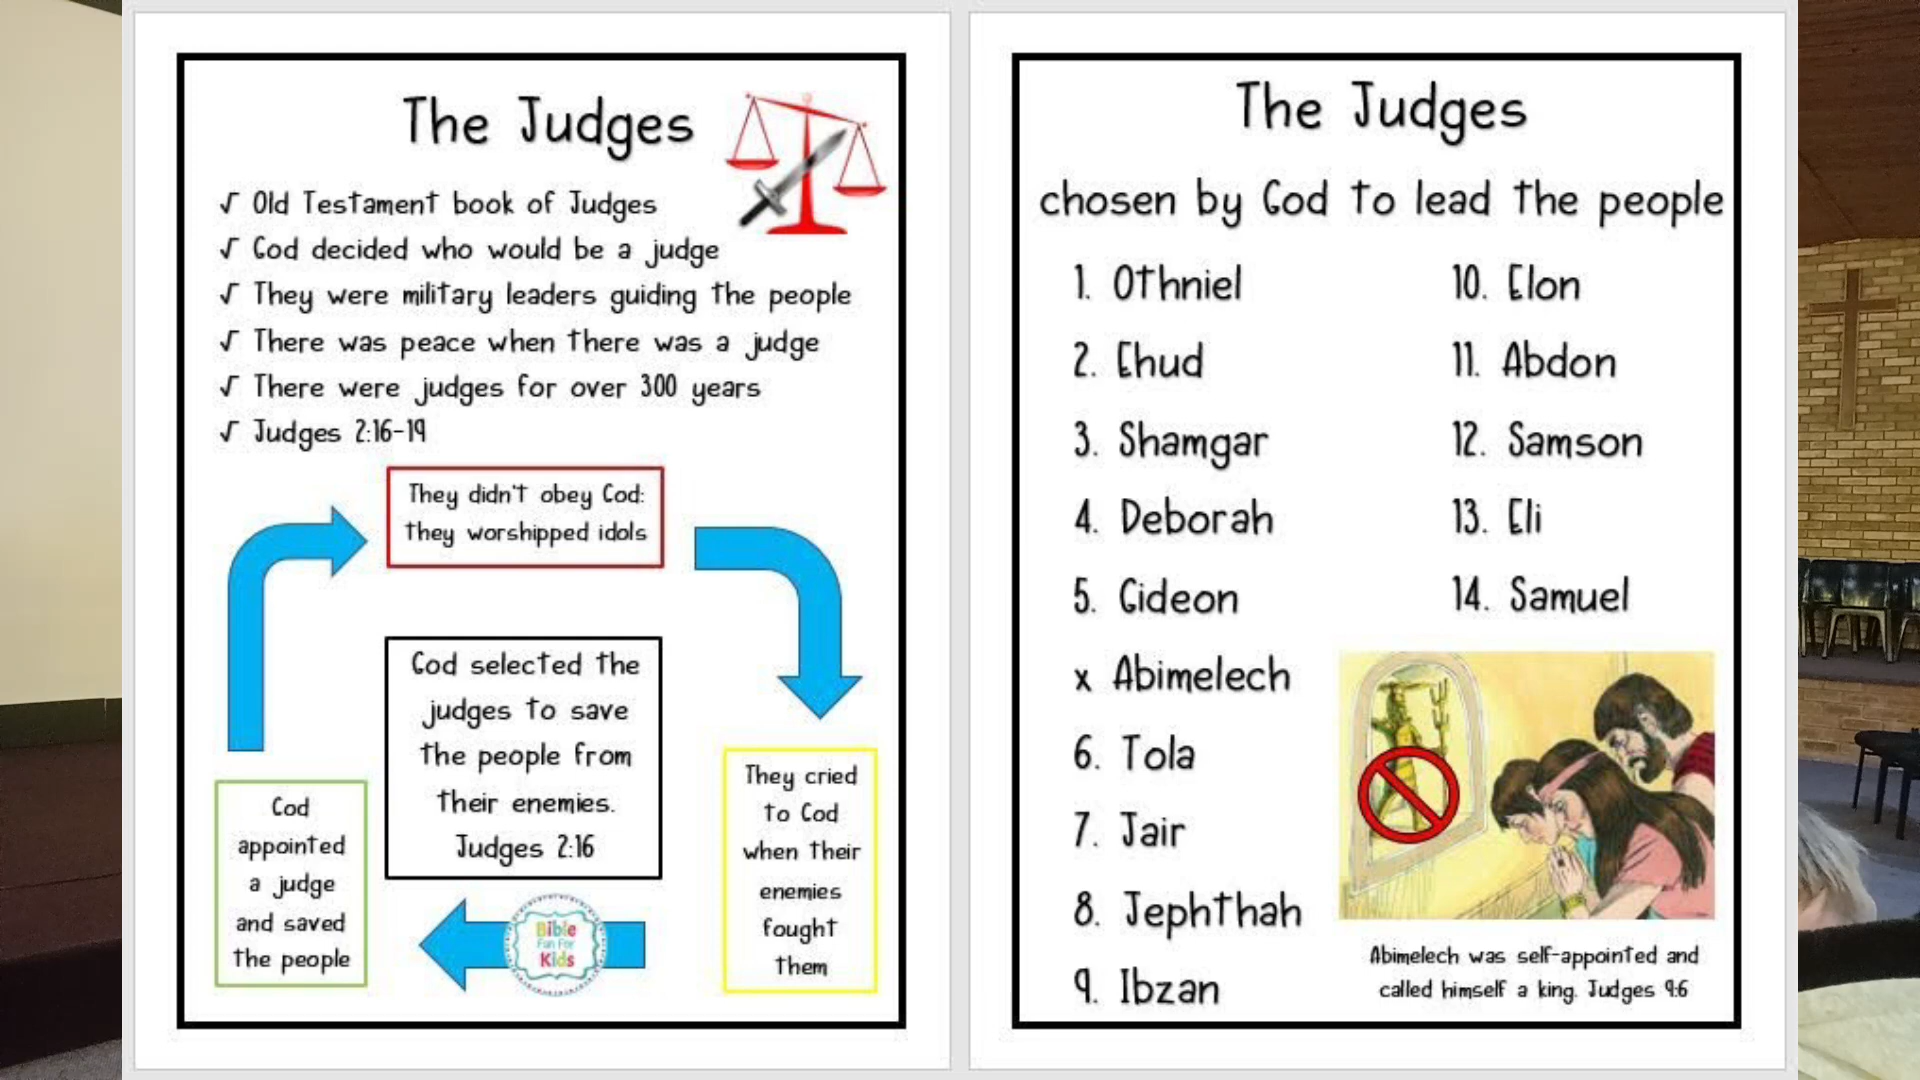 The Judges
√ Old Testament book of Judges
√ God decided who would be a judge
√ They were military leaders guiding the people
√ There was peace when there was a judge
√ There were judges for over 300 years
√ Judges 2:16-19
They didn't obey God:
they worshipped idols
God selected the
judges to save
the people from
their enemies.
Judges 2:16
They cried
to God
when their
enemies
fought
them
God
appointed
a judge
and saved
the people
Bible
Fun For
Kids
The Judges
chosen by God to lead the people
1. Othniel
2. Ehud
3. Shamgar
4. Deborah
5. Gideon
x Abimelech
6. Tola
7. Jair
8. Jephthah
9. Ibzan
10. Elon
11. Abdon
12. Samson
13. Eli
14. Samuel
Abimelech was self-appointed and
called himself a king. Judges 9:6